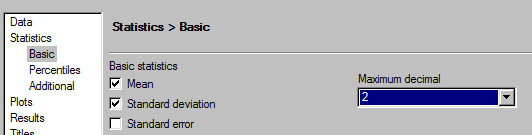 Data
Statistics
Basic
Percentiles
Additional
Plots
Results
Titles
Statistics > Basic
Basic statistics
Mean
Standard deviation
Standard error
Maximum decimal
2